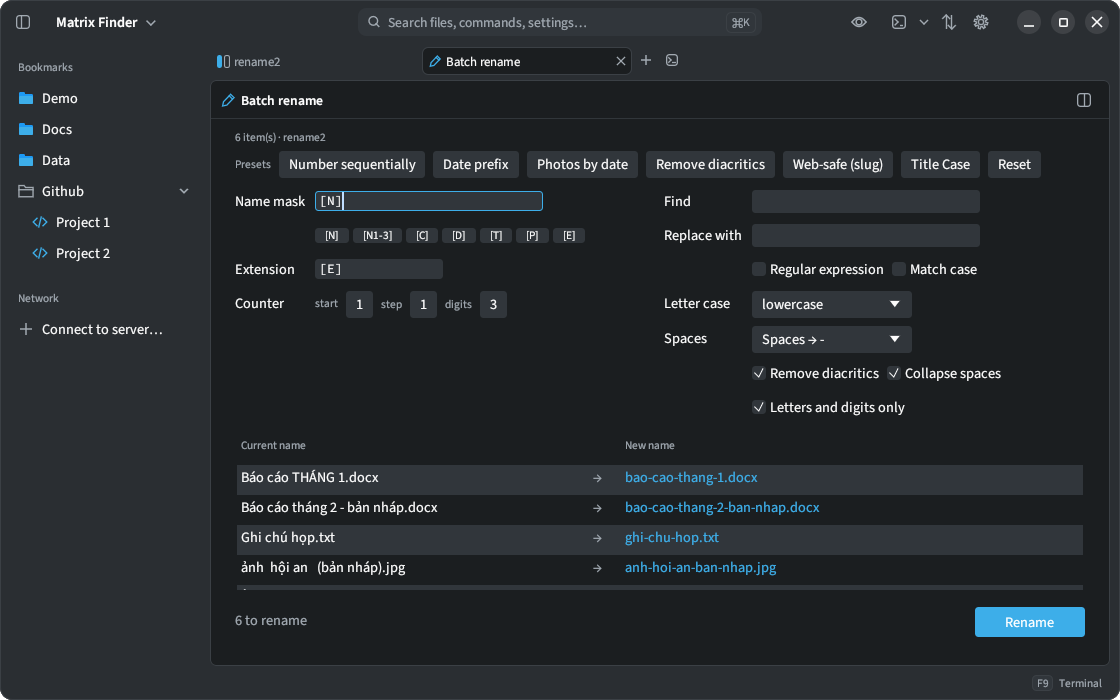 Matrix Finder
Search files, commands, settings… ⌘K
Bookmarks
Demo
Docs
Data
Github
Project 1
Project 2
Network
Connect to server…
rename2
Batch rename
Batch rename
6 item(s) · rename2
Presets Number sequentially Date prefix Photos by date Remove diacritics Web-safe (slug) Title Case Reset
Name mask [N]
[N] [N1-3] [C] [D] [T] [P] [E]
Extension [E]
Counter start 1 step 1 digits 3
Find
Replace with
Regular expression Match case
Letter case lowercase
Spaces Spaces → -
Remove diacritics Collapse spaces
Letters and digits only
Current name New name
Báo cáo THÁNG 1.docx → bao-cao-thang-1.docx
Báo cáo tháng 2 - bản nháp.docx → bao-cao-thang-2-ban-nhap.docx
Ghi chú họp.txt → ghi-chu-hop.txt
ảnh  hội an   (bản nháp).jpg → anh-hoi-an-ban-nhap.jpg
6 to rename
Rename
F9 Terminal